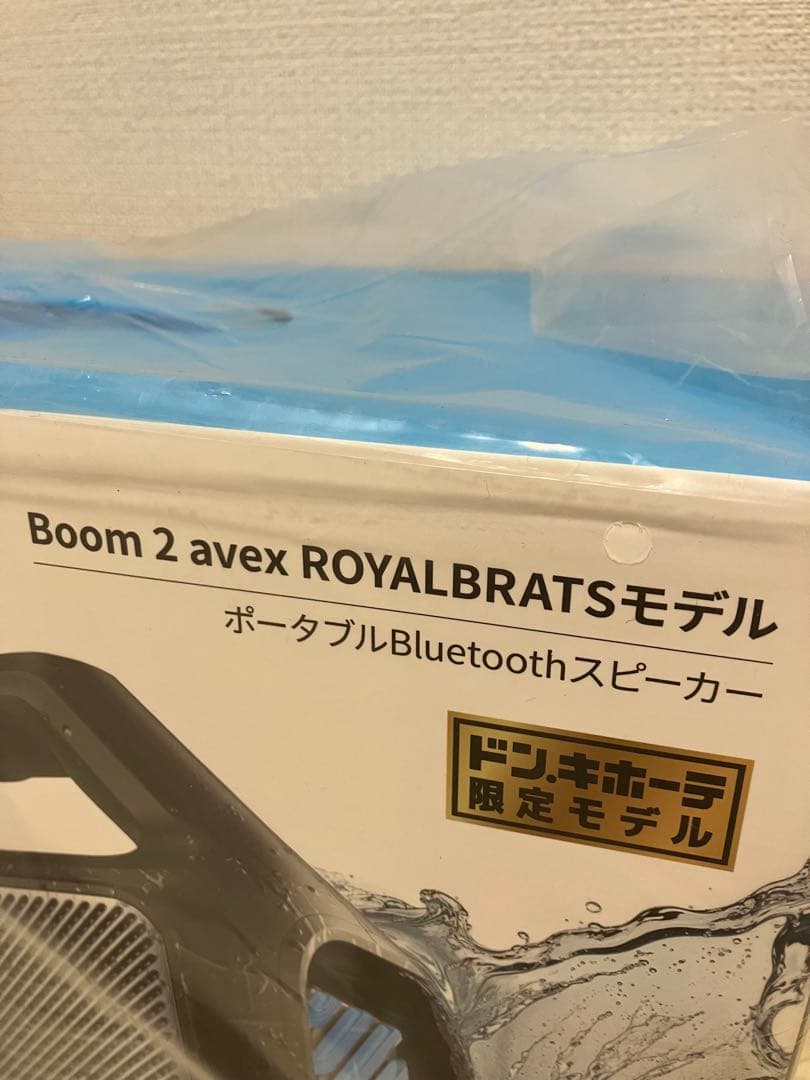 Boom 2 avex ROYALBRATSモデル
ポータブルBluetoothスピーカー
ドン.キホーテ
限定モデル